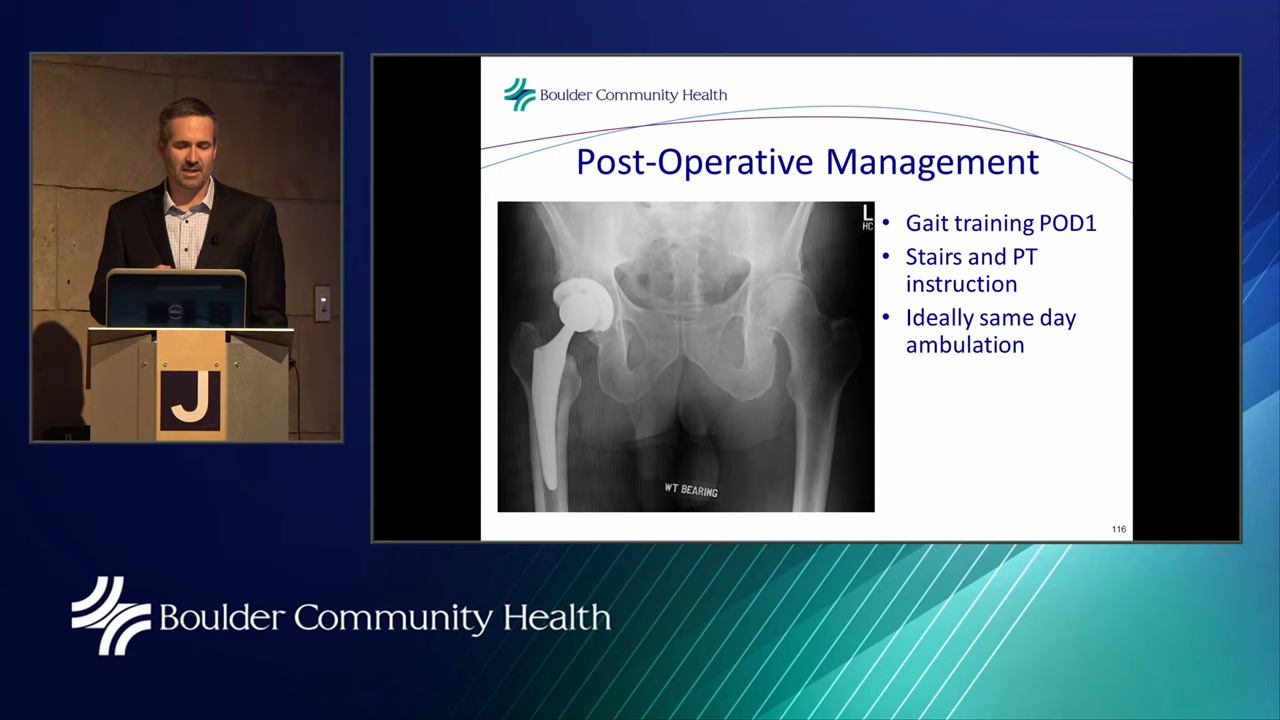 Boulder Community Health
Post-Operative Management
L
HC
WT BEARING
• Gait training POD1
• Stairs and PT
instruction
• Ideally same day
ambulation
116
DELL
J
Boulder Community Health